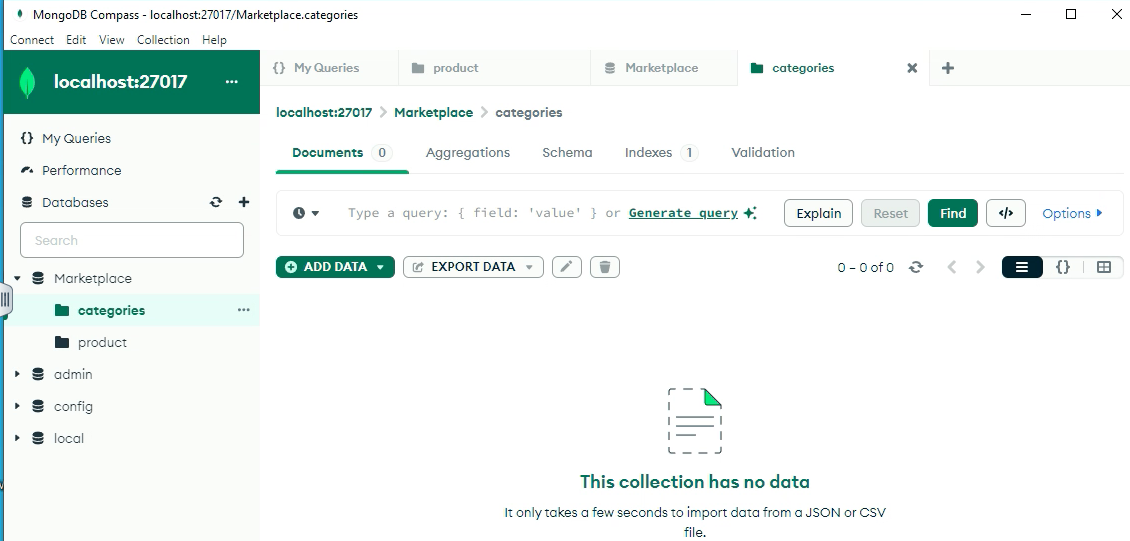 MongoDB Compass - localhost:27017/Marketplace.categories
Connect Edit View Collection Help
localhost:27017 ...
{} My Queries
Performance
Databases
Search
Marketplace
categories ...
product
admin
config
local
{} My Queries product Marketplace categories
localhost:27017 > Marketplace > categories
Documents 0 Aggregations Schema Indexes 1 Validation
Type a query: { field: 'value' } or Generate query Explain Reset Find </> Options
ADD DATA EXPORT DATA 0 – 0 of 0 {}
This collection has no data
It only takes a few seconds to import data from a JSON or CSV
file.